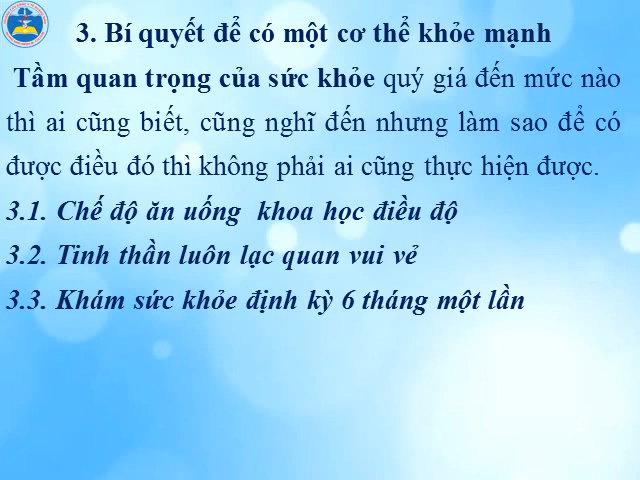 3. Bí quyết để có một cơ thể khỏe mạnh
Tầm quan trọng của sức khỏe quý giá đến mức nào
thì ai cũng biết, cũng nghĩ đến nhưng làm sao để có
được điều đó thì không phải ai cũng thực hiện được.
3.1. Chế độ ăn uống khoa học điều độ
3.2. Tinh thần luôn lạc quan vui vẻ
3.3. Khám sức khỏe định kỳ 6 tháng một lần